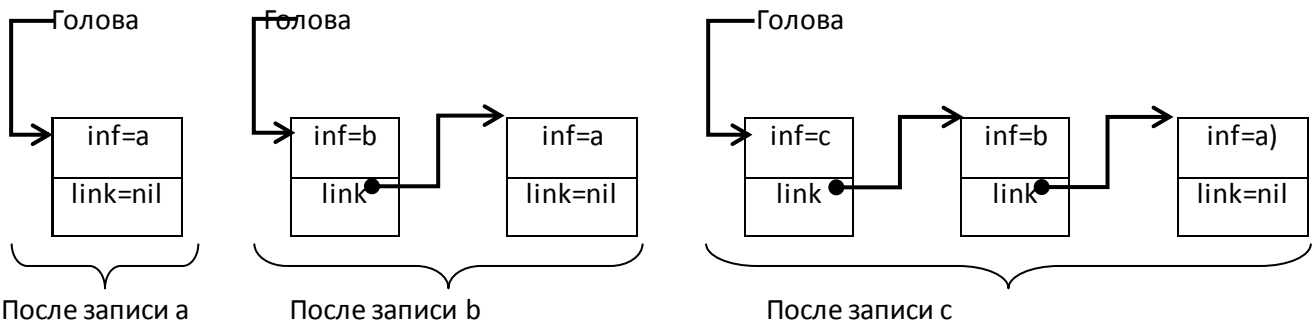 Голова Голова Голова
inf=a inf=b inf=a inf=c inf=b inf=a)
link=nil link link=nil link link link=nil
После записи a После записи b После записи c